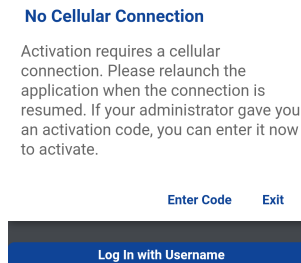 No Cellular Connection
Activation requires a cellular
connection. Please relaunch the
application when the connection is
resumed. If your administrator gave you
an activation code, you can enter it now
to activate.
Enter Code Exit
Log In with Username